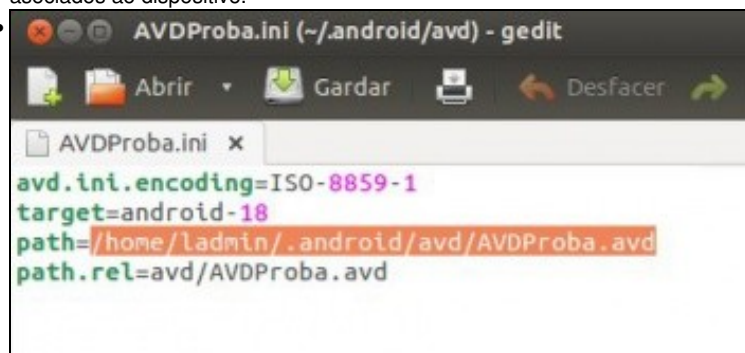 asociados ao dispositivo.
AVDProba.ini (~/.android/avd) - gedit
Abrir Gardar Desfacer
AVDProba.ini x
avd.ini.encoding=ISO-8859-1
target=android-18
path=/home/ladmin/.android/avd/AVDProba.avd
path.rel=avd/AVDProba.avd